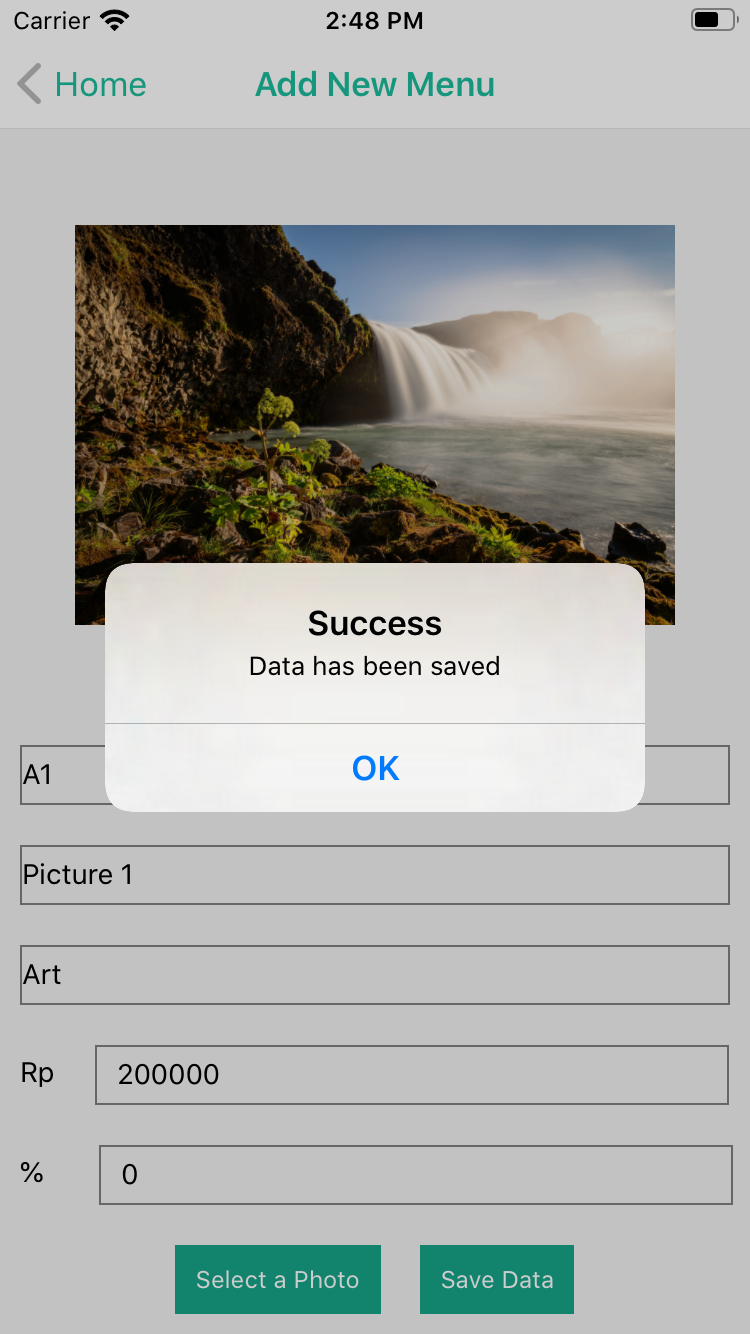 Carrier 2:48 PM
Home Add New Menu
Success
Data has been saved
OK
A1
Picture 1
Art
Rp 200000
% 0
Select a Photo Save Data